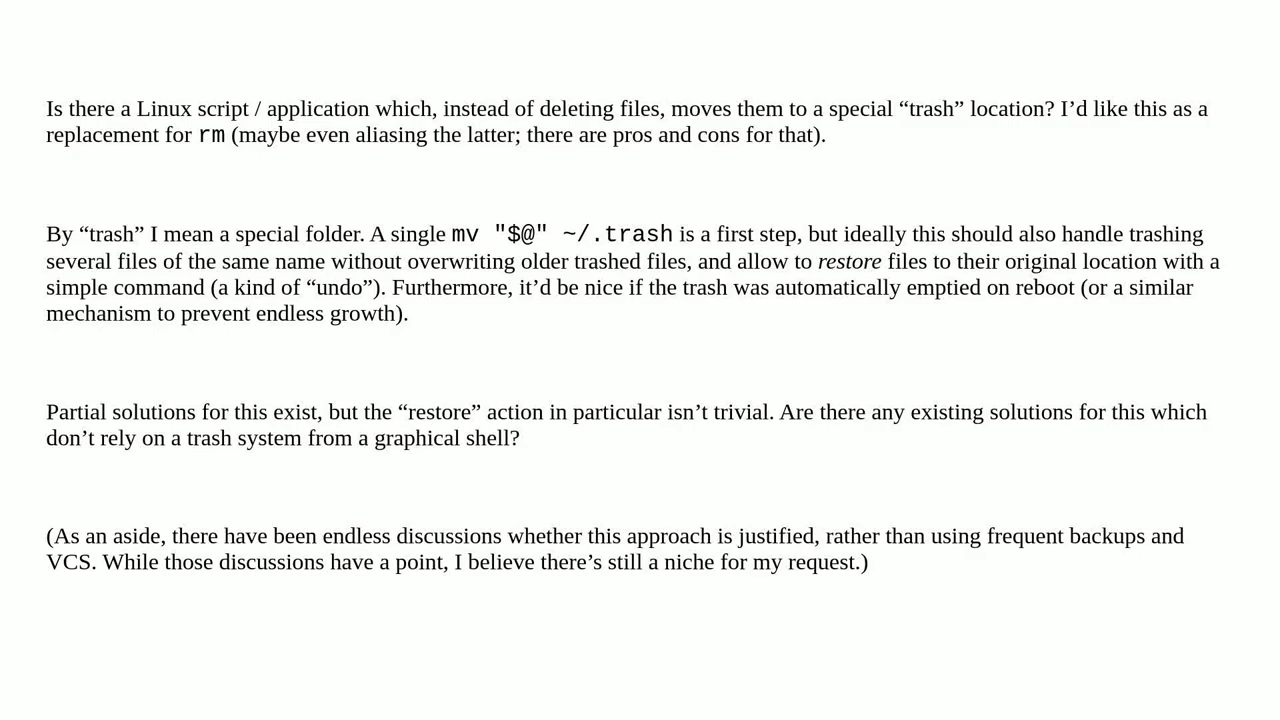 Is there a Linux script / application which, instead of deleting files, moves them to a special “trash” location? I’d like this as a
replacement for rm (maybe even aliasing the latter; there are pros and cons for that).
By “trash” I mean a special folder. A single mv "$@" ~/.trash is a first step, but ideally this should also handle trashing
several files of the same name without overwriting older trashed files, and allow to restore files to their original location with a
simple command (a kind of “undo”). Furthermore, it’d be nice if the trash was automatically emptied on reboot (or a similar
mechanism to prevent endless growth).
Partial solutions for this exist, but the “restore” action in particular isn’t trivial. Are there any existing solutions for this which
don’t rely on a trash system from a graphical shell?
(As an aside, there have been endless discussions whether this approach is justified, rather than using frequent backups and
VCS. While those discussions have a point, I believe there’s still a niche for my request.)